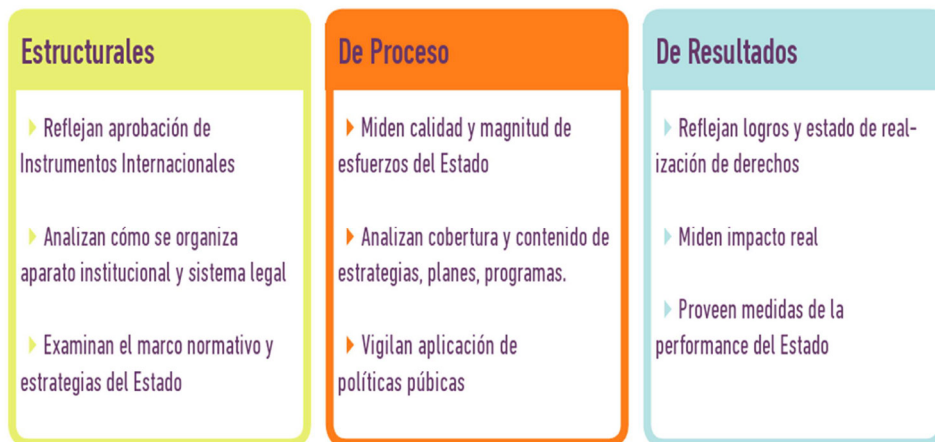 Estructurales
Reflejan aprobación de
Instrumentos Internacionales
Analizan cómo se organiza
aparato institucional y sistema legal
Examinan el marco normativo y
estrategias del Estado
De Proceso
Miden calidad y magnitud de
esfuerzos del Estado
Analizan cobertura y contenido de
estrategias, planes, programas.
Vigilan aplicación de
políticas púbicas
De Resultados
Reflejan logros y estado de real-
ización de derechos
Miden impacto real
Proveen medidas de la
performance del Estado